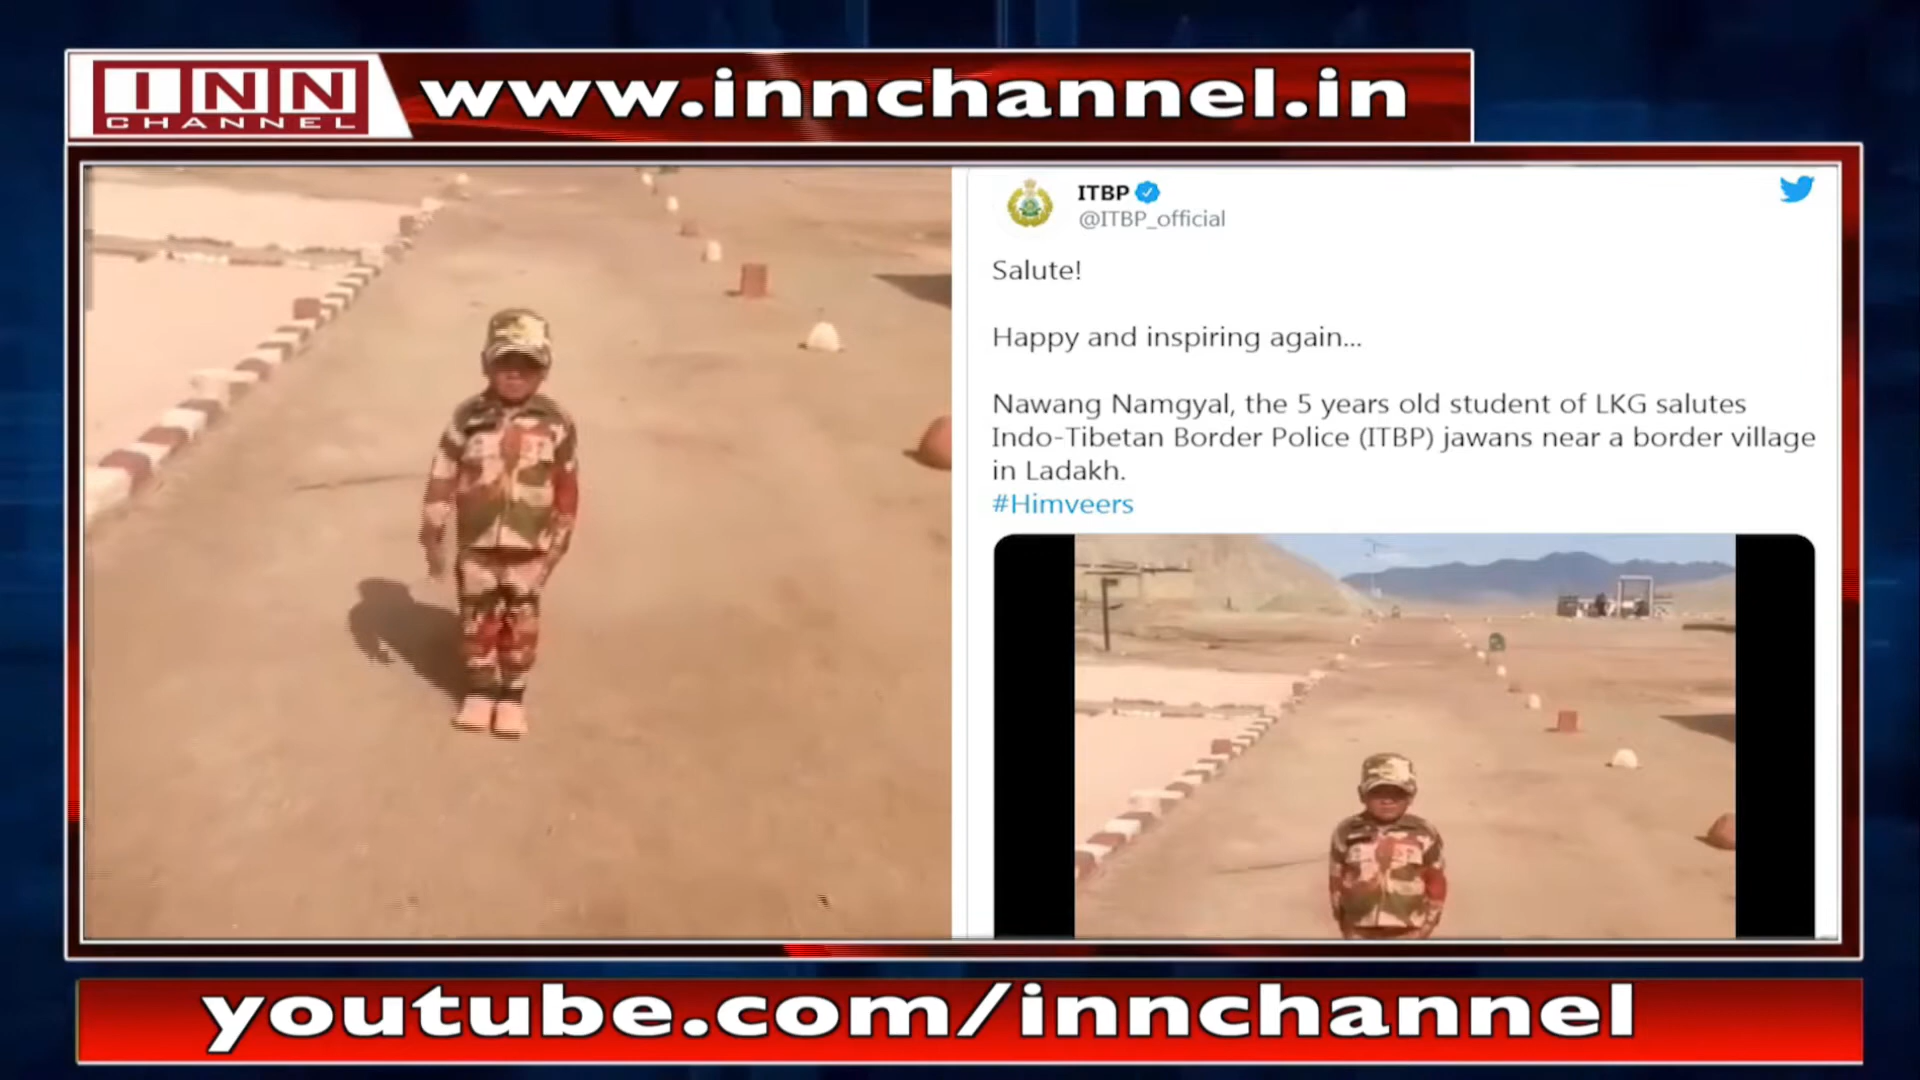 INN
CHANNEL
www.innchannel.in
ITBP
@ITBP_official
Salute!
Happy and inspiring again...
Nawang Namgyal, the 5 years old student of LKG salutes
Indo-Tibetan Border Police (ITBP) jawans near a border village
in Ladakh.
#Himveers
youtube.com/innchannel